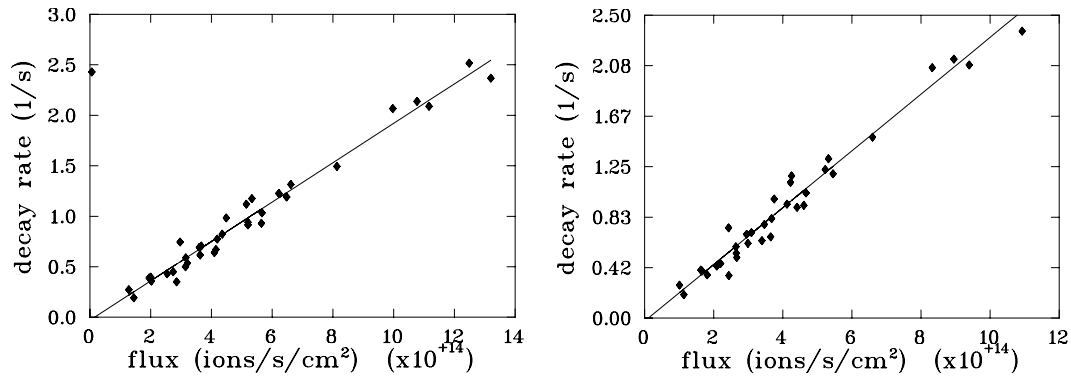 3.0
2.5
2.0
1.5
1.0
0.5
0.0
decay rate (1/s)
0 2 4 6 8 10 12 14
flux (ions/s/cm²) (x10⁺¹⁴)
2.50
2.08
1.67
1.25
0.83
0.42
0.00
decay rate (1/s)
0 2 4 6 8 10 12
flux (ions/s/cm²) (x10⁺¹⁴)